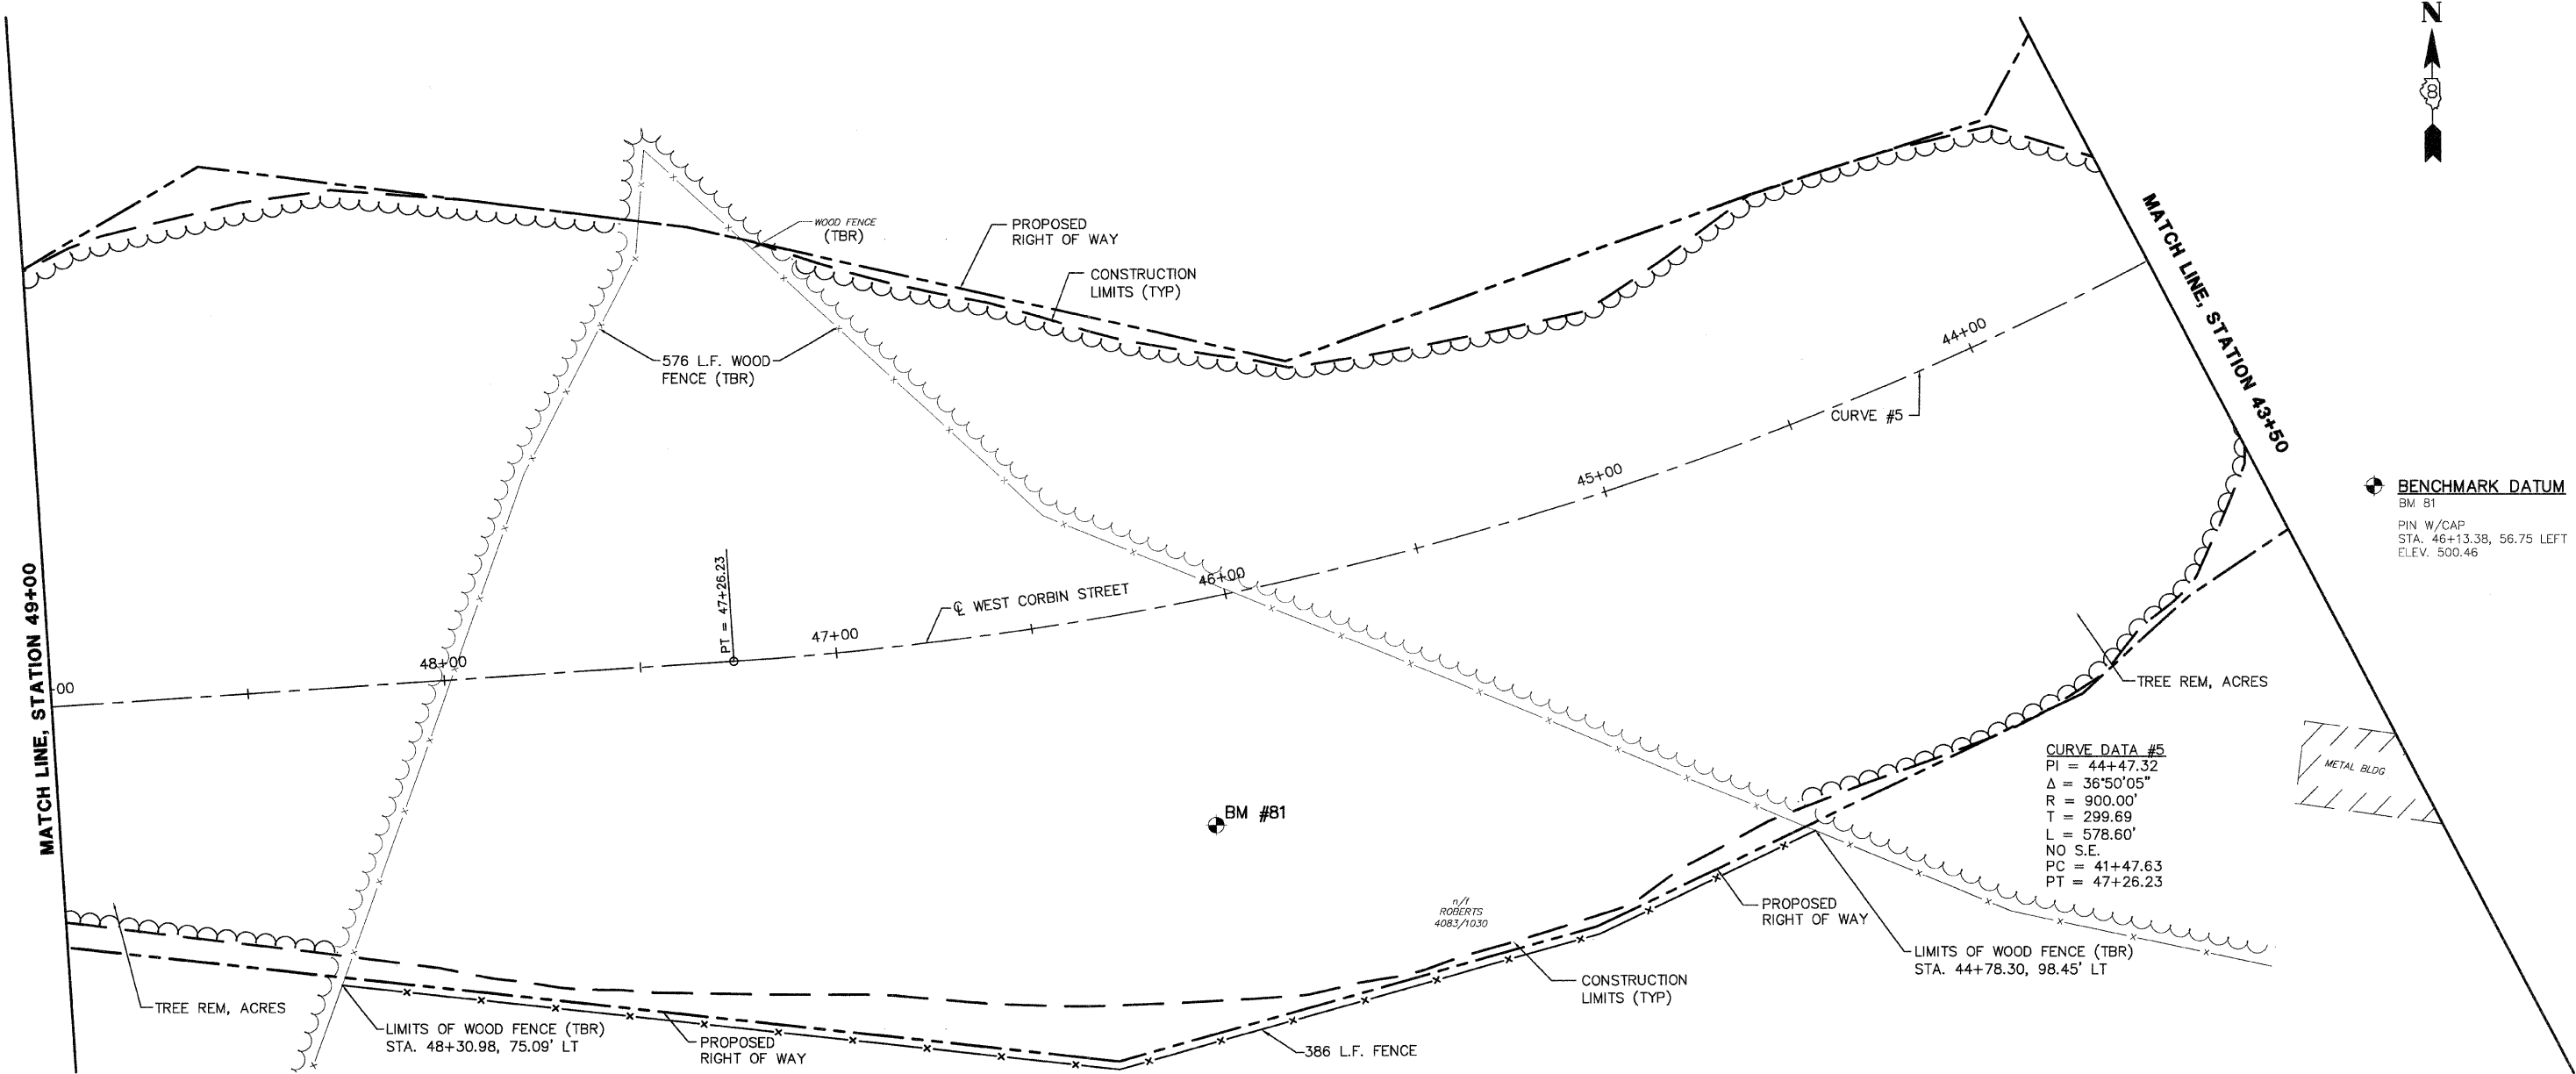 N
8
MATCH LINE, STATION 43+50
WOOD FENCE
(TBR)
PROPOSED
RIGHT OF WAY
CONSTRUCTION
LIMITS (TYP)
576 L.F. WOOD
FENCE (TBR)
44+00
CURVE #5
45+00
BENCHMARK DATUM
BM 81
PIN W/CAP
STA. 46+13.38, 56.75 LEFT
ELEV. 500.46
MATCH LINE, STATION 49+00
PT = 47+26.23
℄ WEST CORBIN STREET
46+00
47+00
48+00
00
TREE REM, ACRES
CURVE DATA #5
PI = 44+47.32
Δ = 36°50'05"
R = 900.00'
T = 299.69
L = 578.60'
NO S.E.
PC = 41+47.63
PT = 47+26.23
METAL BLDG
BM #81
n/f
ROBERTS
4083/1030
PROPOSED
RIGHT OF WAY
LIMITS OF WOOD FENCE (TBR)
STA. 44+78.30, 98.45' LT
CONSTRUCTION
LIMITS (TYP)
TREE REM, ACRES
LIMITS OF WOOD FENCE (TBR)
STA. 48+30.98, 75.09' LT
PROPOSED
RIGHT OF WAY
386 L.F. FENCE